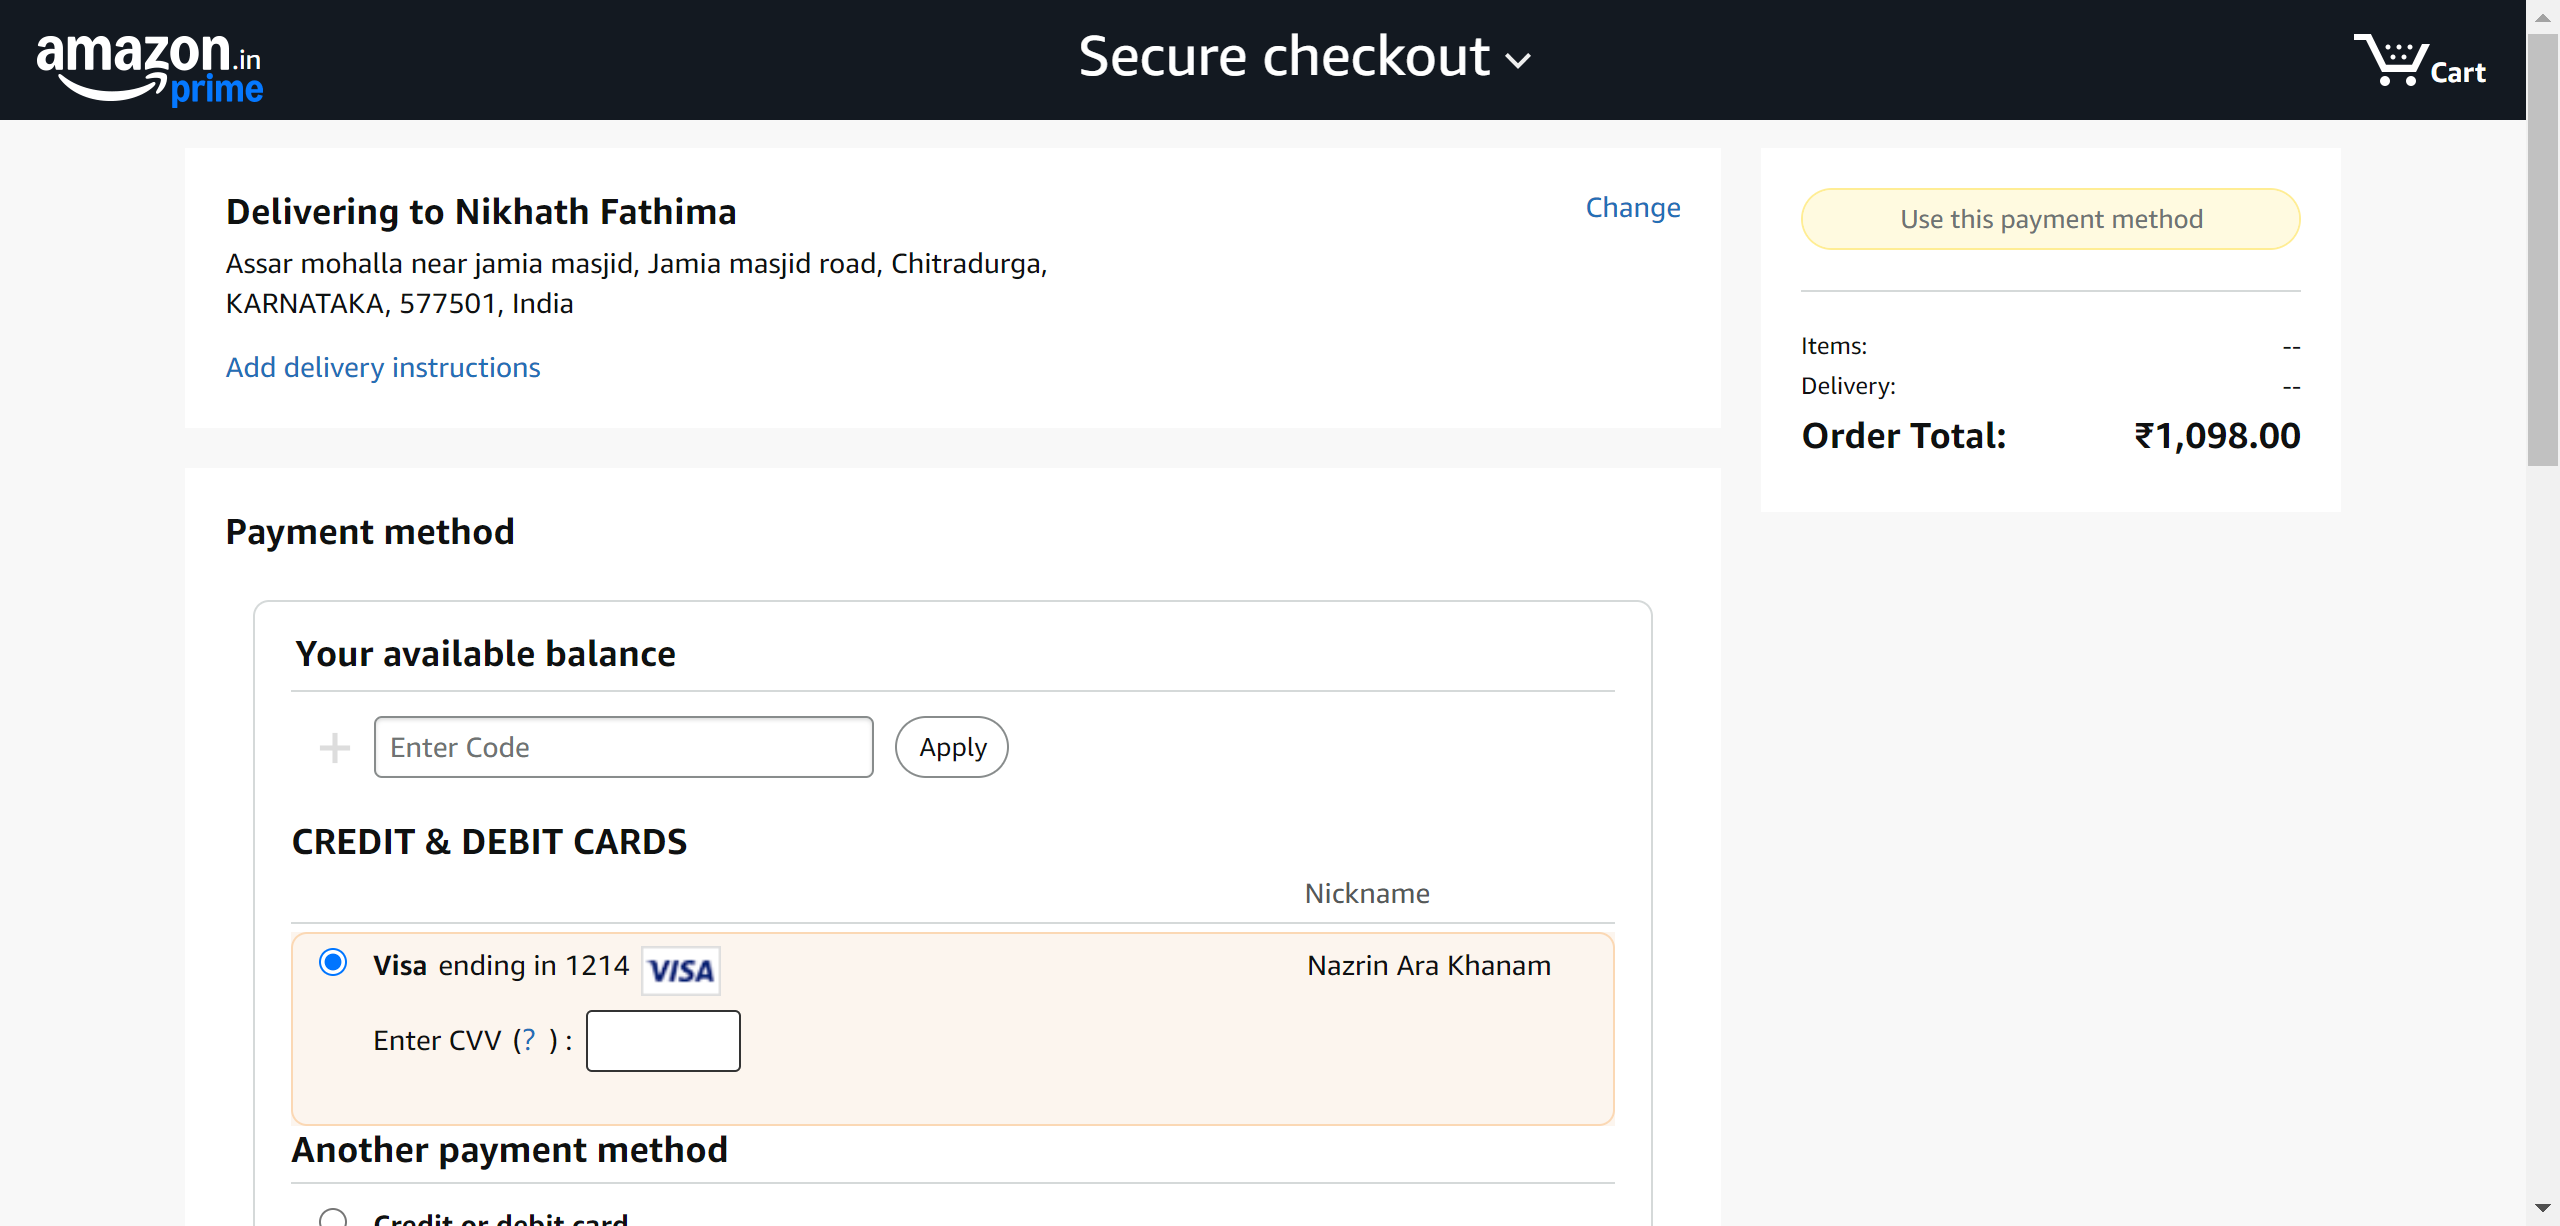 amazon.in
prime
Secure checkout
Cart
Delivering to Nikhath Fathima
Change
Assar mohalla near jamia masjid, Jamia masjid road, Chitradurga,
KARNATAKA, 577501, India
Add delivery instructions
Use this payment method
Items: --
Delivery: --
Order Total: ₹1,098.00
Payment method
Your available balance
Enter Code
Apply
CREDIT & DEBIT CARDS
Nickname
Visa ending in 1214 VISA
Nazrin Ara Khanam
Enter CVV (? ) :
Another payment method
Credit or debit card